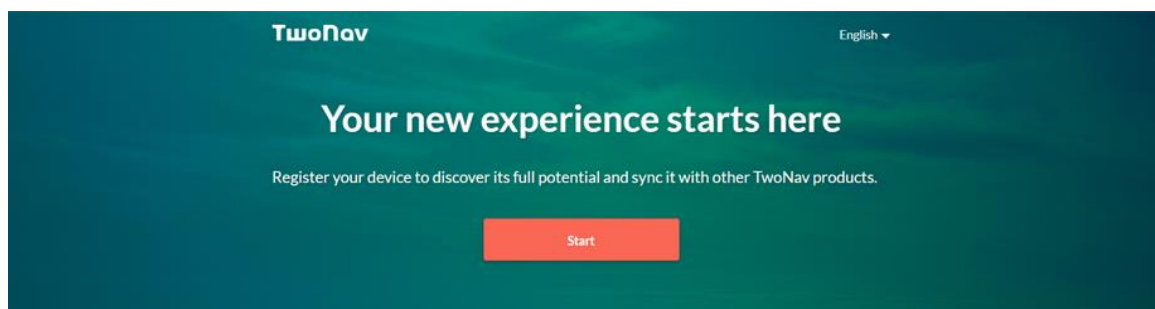 TwoNav
English
Your new experience starts here
Register your device to discover its full potential and sync it with other TwoNav products.
Start